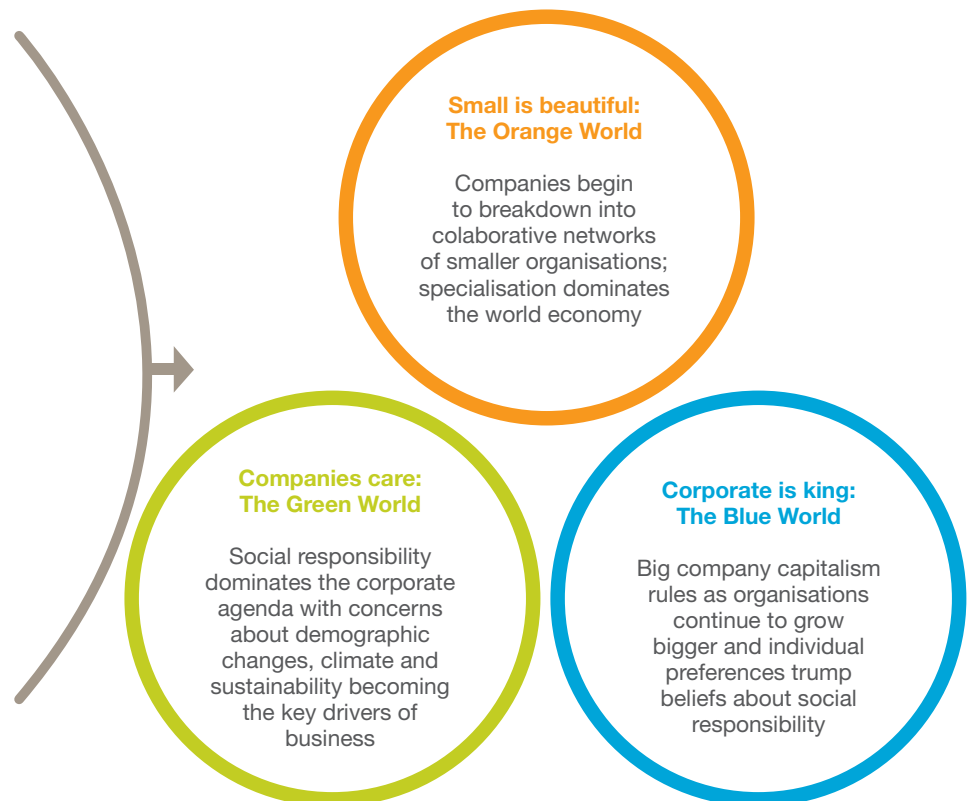 Small is beautiful:
The Orange World
Companies begin
to breakdown into
colaborative networks
of smaller organisations;
specialisation dominates
the world economy
Companies care:
The Green World
Social responsibility
dominates the corporate
agenda with concerns
about demographic
changes, climate and
sustainability becoming
the key drivers of
business
Corporate is king:
The Blue World
Big company capitalism
rules as organisations
continue to grow
bigger and individual
preferences trump
beliefs about social
responsibility